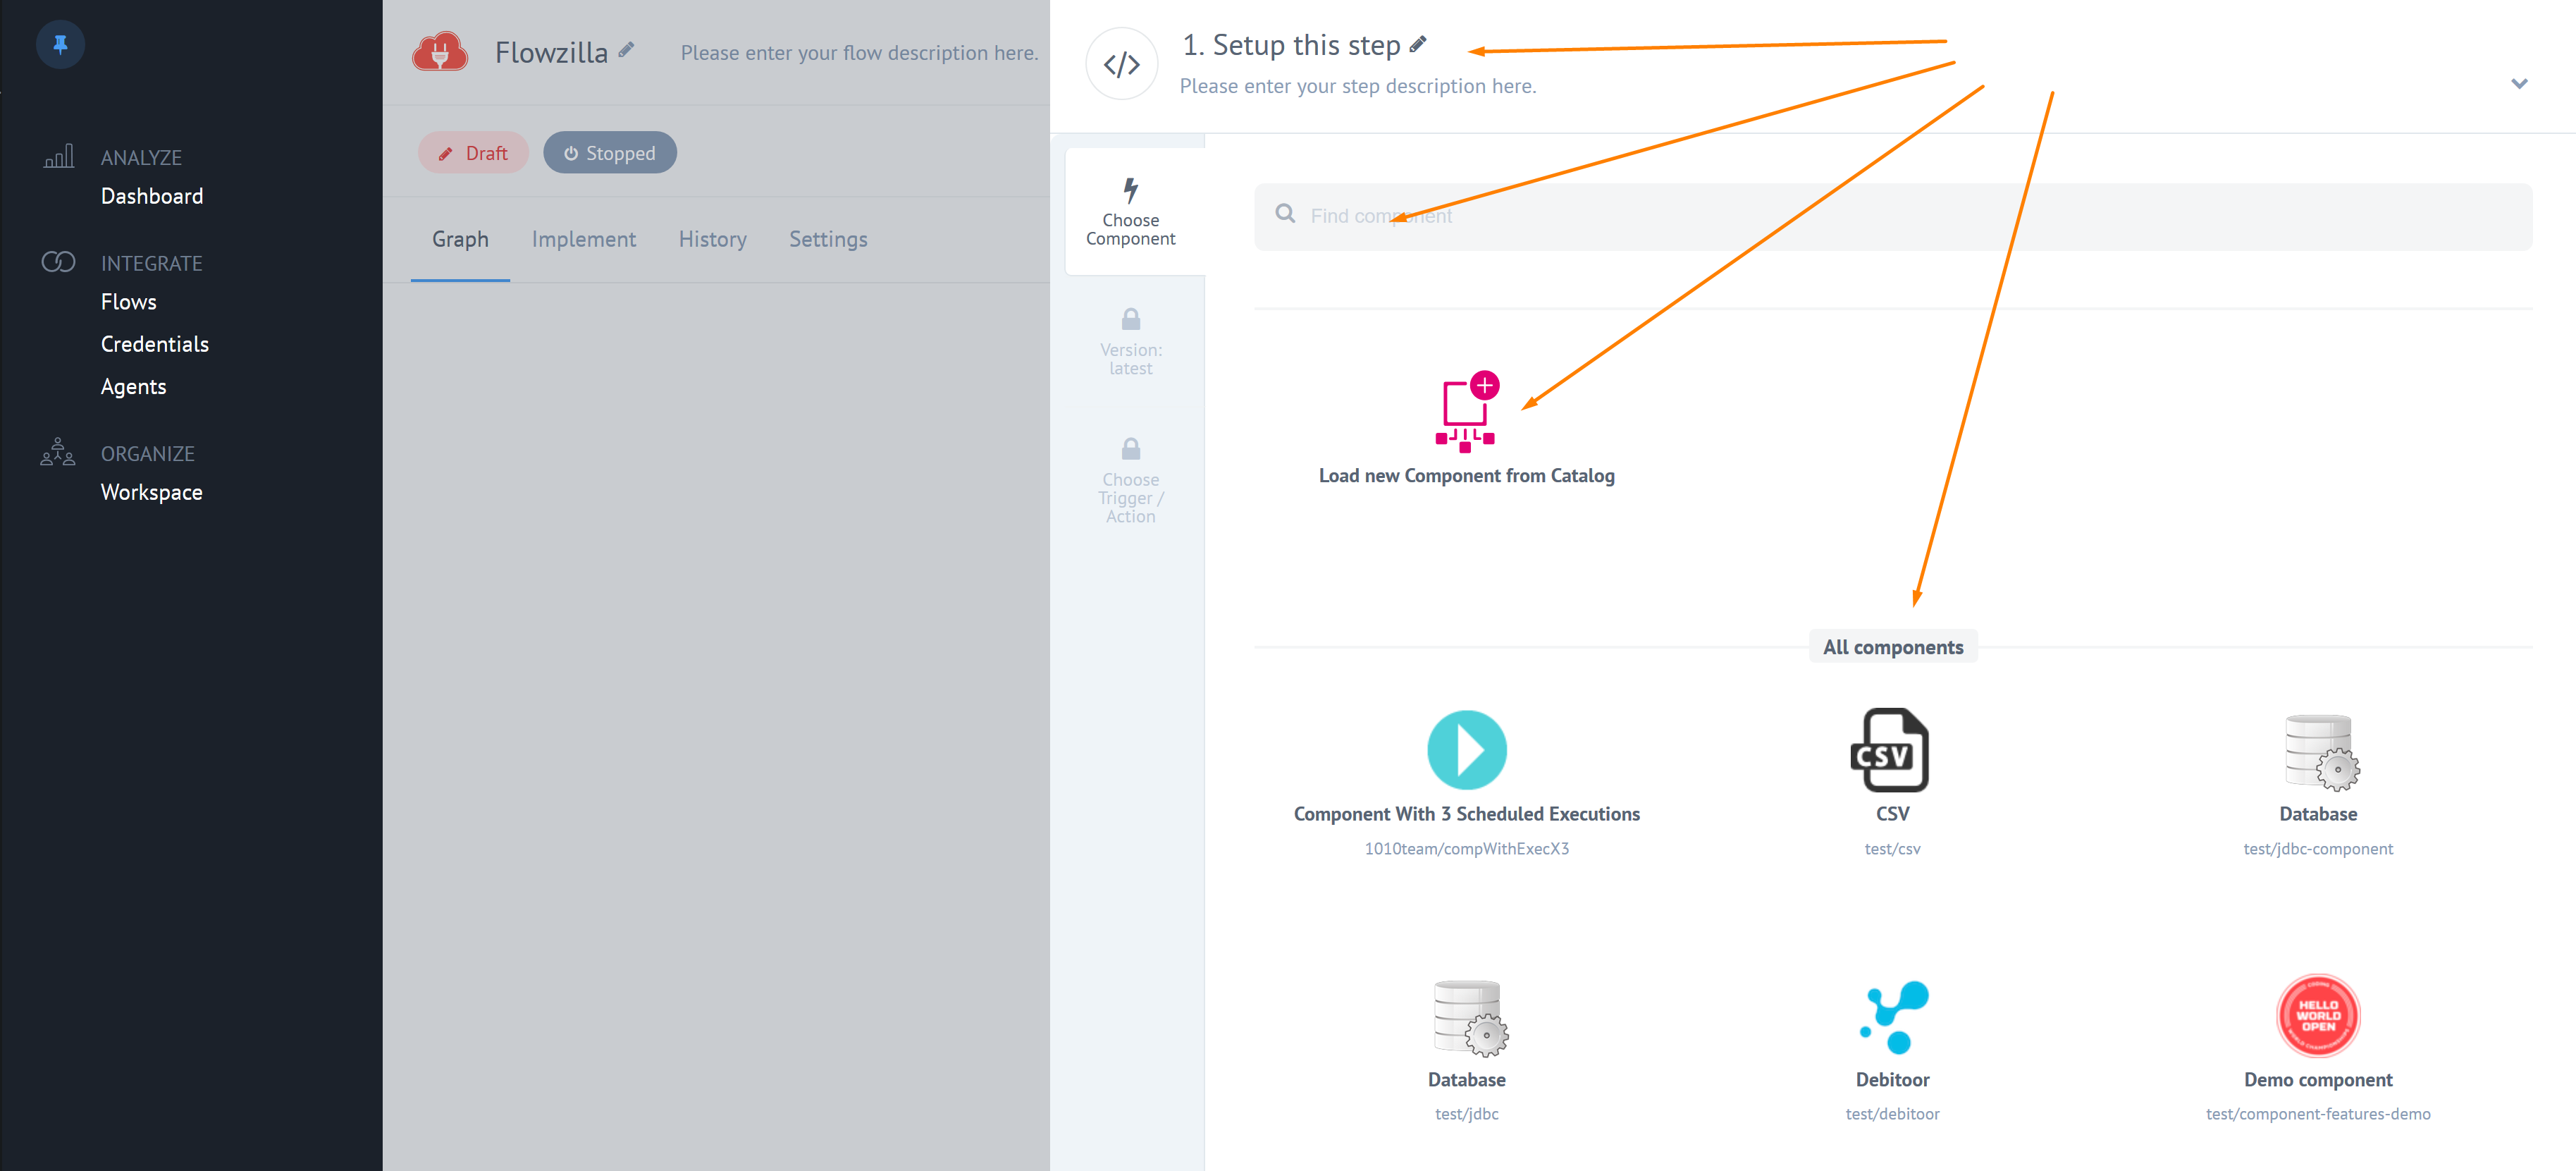 ANALYZE
Dashboard
INTEGRATE
Flows
Credentials
Agents
ORGANIZE
Workspace
Flowzilla
Please enter your flow description here.
Draft
Stopped
Graph
Implement
History
Settings
</>
1. Setup this step
Please enter your step description here.
Choose
Component
Version:
latest
Choose
Trigger /
Action
Find component
Load new Component from Catalog
All components
Component With 3 Scheduled Executions
1010team/compWithExecX3
CSV
CSV
test/csv
Database
test/jdbc-component
Database
test/jdbc
Debitoor
test/debitoor
HELLO
WORLD
OPEN
Demo component
test/component-features-demo